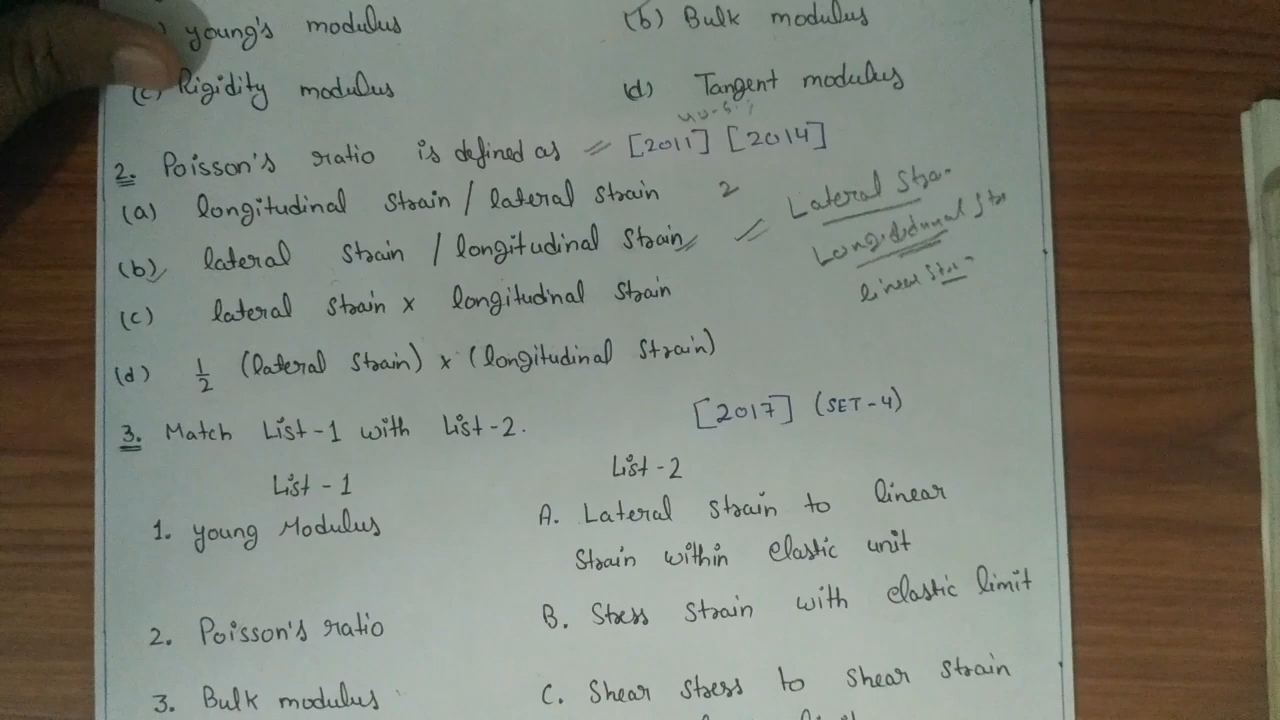 ) young's modulus (b) Bulk modulus
(c) Rigidity modulus (d) Tangent modulus
2. Poisson's ratio is defined as = [2011] [2014]
(a) longitudinal strain / lateral strain 2
(b) lateral strain / longitudinal strain = Lateral
(c) lateral strain x longitudinal strain
(d) 1/2 (lateral strain) x (longitudinal strain)
3. Match List-1 with List-2. [2017] (SET-4)
List - 1 List - 2
1. young Modulus A. Lateral strain to linear
strain within elastic unit
2. Poisson's ratio B. Stess strain with elastic limit
3. Bulk modulus C. Shear stress to shear strain